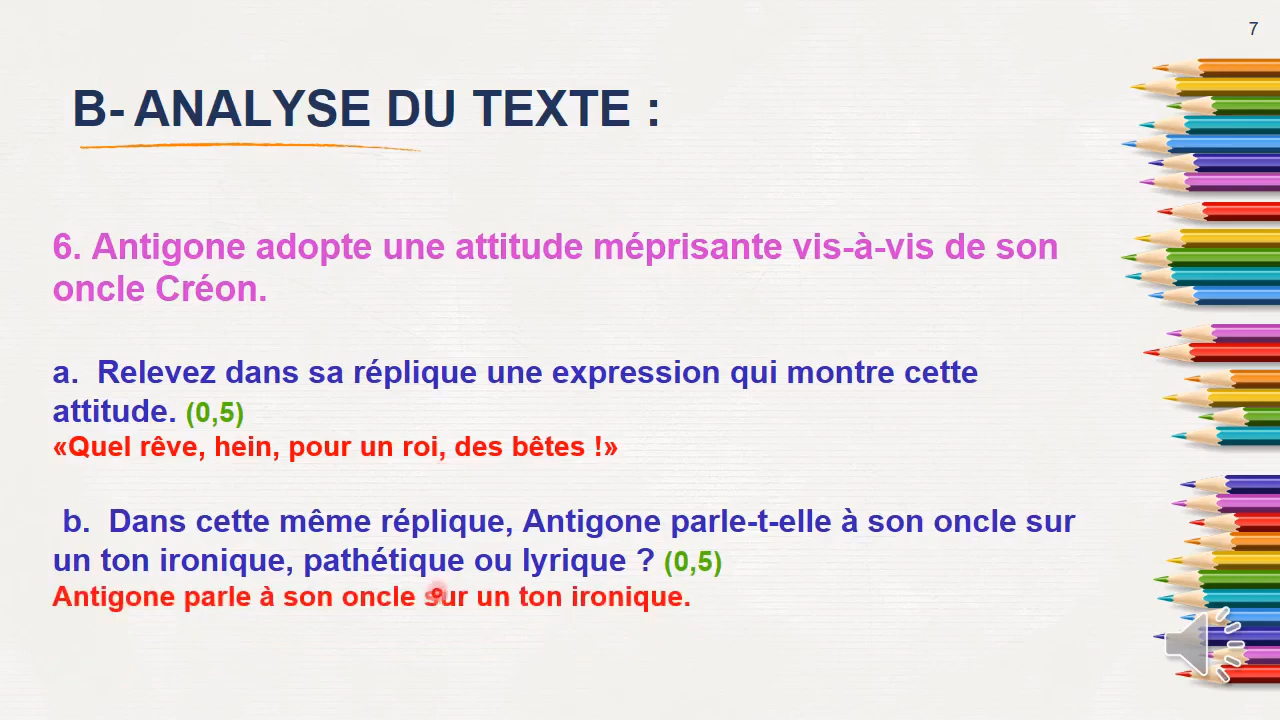 7
B- ANALYSE DU TEXTE :
6. Antigone adopte une attitude méprisante vis-à-vis de son
oncle Créon.
a. Relevez dans sa réplique une expression qui montre cette
attitude. (0,5)
«Quel rêve, hein, pour un roi, des bêtes !»
b. Dans cette même réplique, Antigone parle-t-elle à son oncle sur
un ton ironique, pathétique ou lyrique ? (0,5)
Antigone parle à son oncle sur un ton ironique.